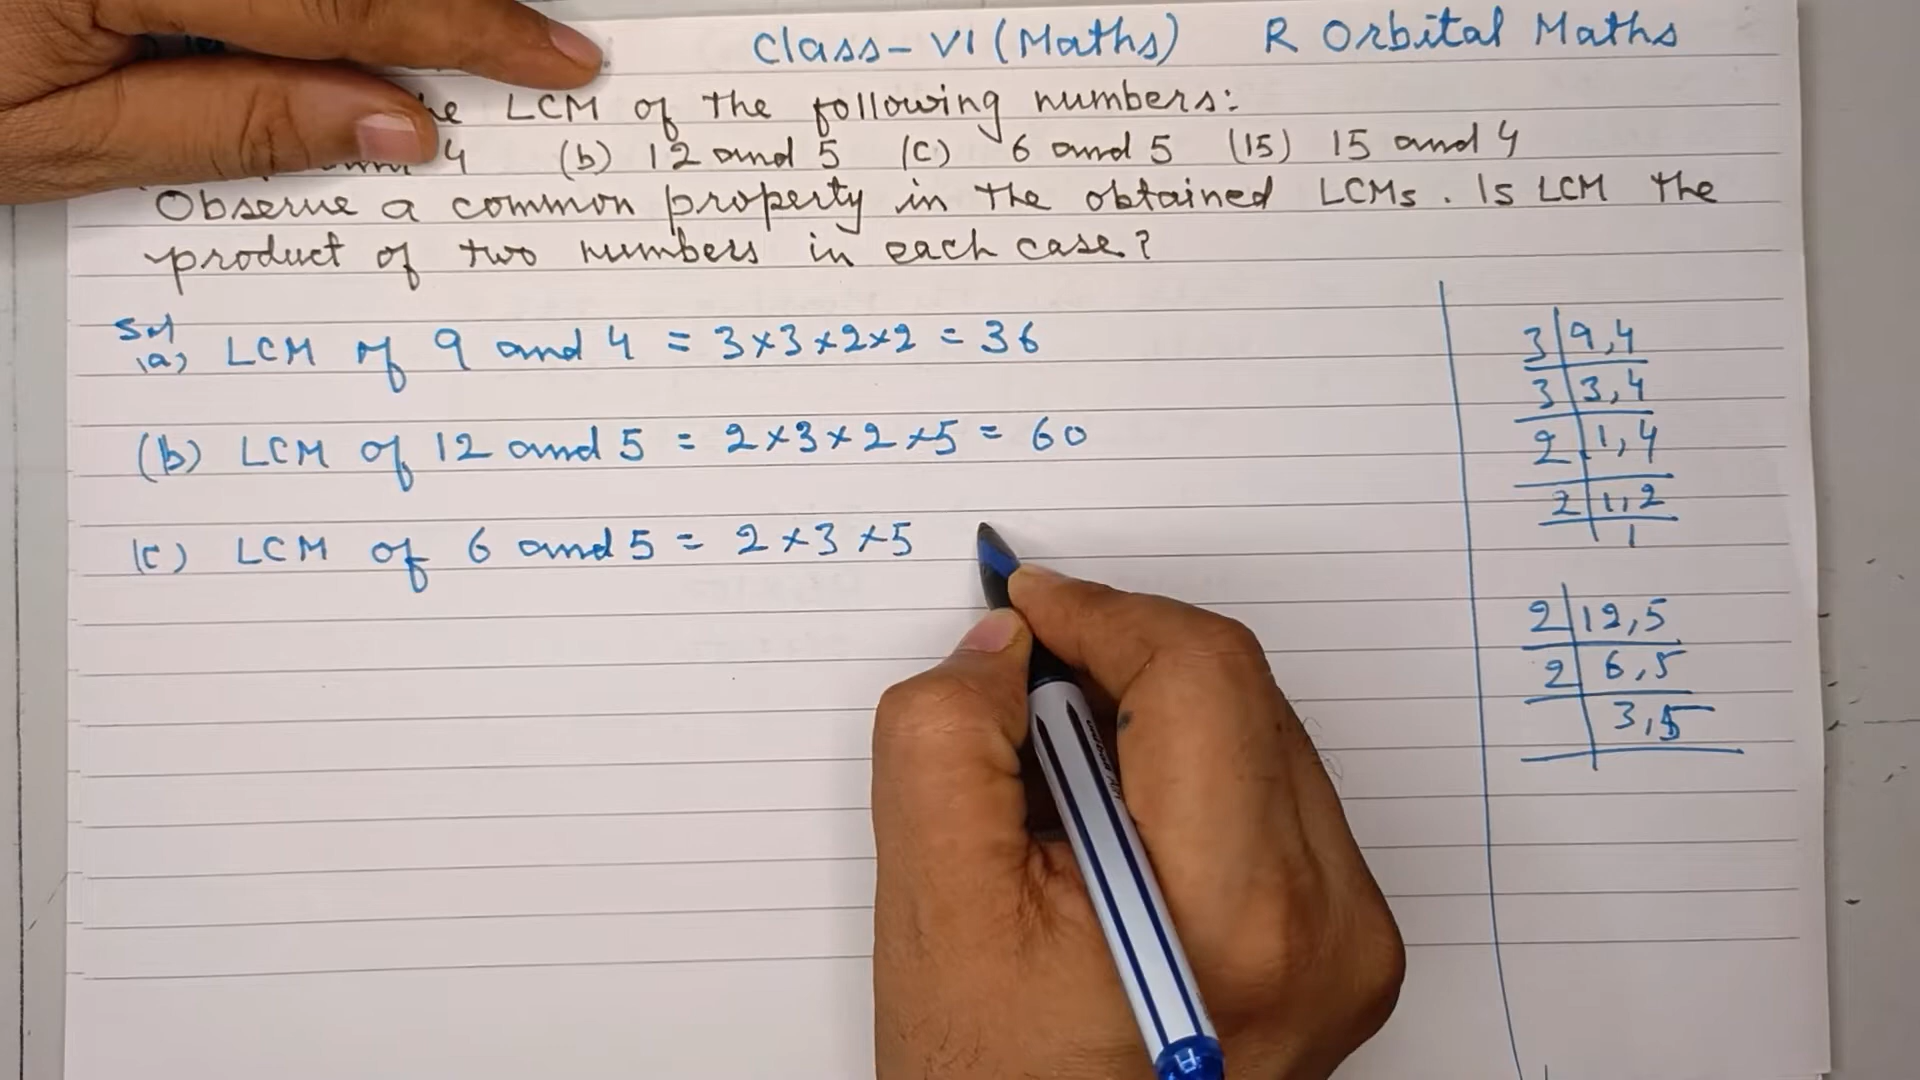 Class - VI (Maths) R Orbital Maths
LCM of the following numbers:
4 (b) 12 and 5 (c) 6 and 5 (15) 15 and 4
Observe a common property in the obtained LCMs. Is LCM the
product of two numbers in each case?
Sol
(a) LCM of 9 and 4 = 3×3×2×2 = 36
(b) LCM of 12 and 5 = 2×3×2×5 = 60
(c) LCM of 6 and 5 = 2×3×5
3 | 9,4
3 | 3,4
2 | 1,4
2 | 1,2
1
2 | 12,5
2 | 6,5
3,5